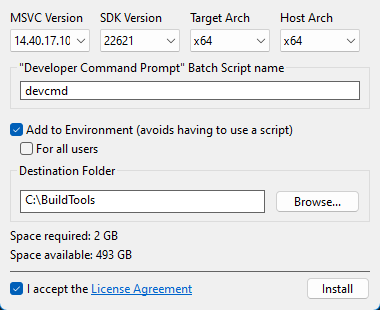 MSVC Version SDK Version Target Arch Host Arch
14.40.17.10 22621 x64 x64
"Developer Command Prompt" Batch Script name
devcmd
Add to Environment (avoids having to use a script)
For all users
Destination Folder
C:\BuildTools Browse...
Space required: 2 GB
Space available: 493 GB
I accept the License Agreement Install